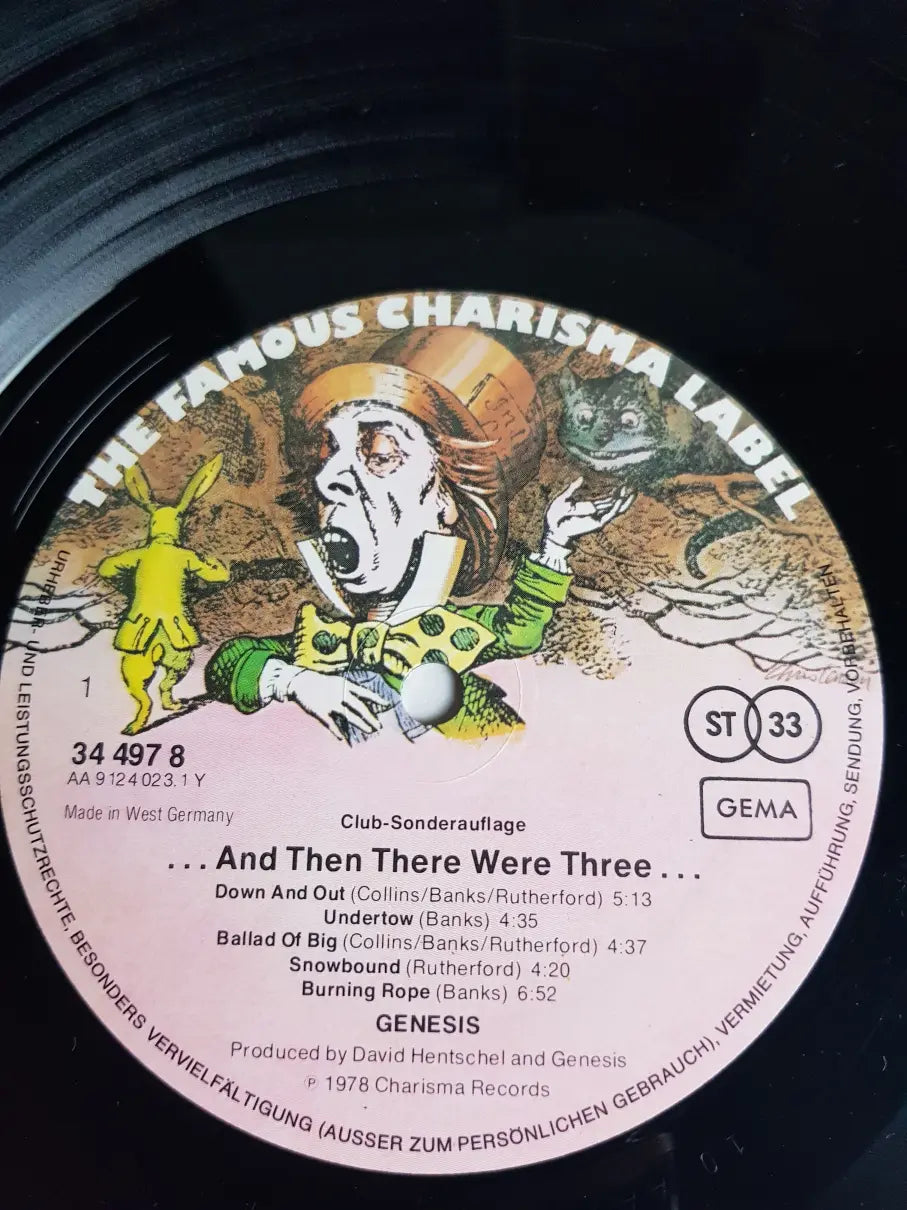 THE FAMOUS CHARISMA LABEL
1
34 497 8
AA 9124 023.1 Y
Made in West Germany
ST 33
GEMA
Club-Sonderauflage
... And Then There Were Three ...
Down And Out (Collins/Banks/Rutherford) 5:13
Undertow (Banks) 4:35
Ballad Of Big (Collins/Banks/Rutherford) 4:37
Snowbound (Rutherford) 4:20
Burning Rope (Banks) 6:52
GENESIS
Produced by David Hentschel and Genesis
℗ 1978 Charisma Records
URHEBER- UND LEISTUNGSSCHUTZRECHTE, BESONDERS VERVIELFÄLTIGUNG (AUSSER ZUM PERSÖNLICHEN GEBRAUCH), VERMIETUNG, AUFFÜHRUNG, SENDUNG, VORBEHALTEN